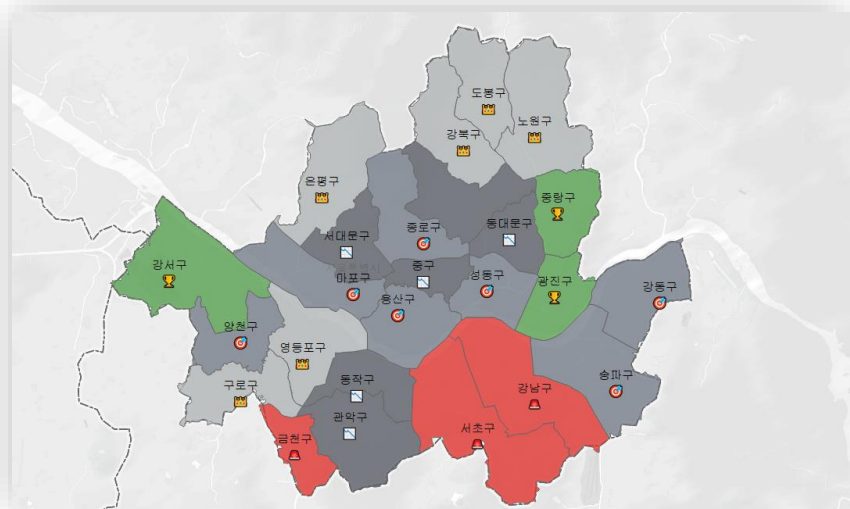 도봉구
노원구
강북구
은평구
중랑구
서대문구
종로구
동대문구
강서구
마포구
중구
성동구
광진구
강동구
용산구
양천구
영등포구
구로구
동작구
강남구
송파구
관악구
서초구
금천구